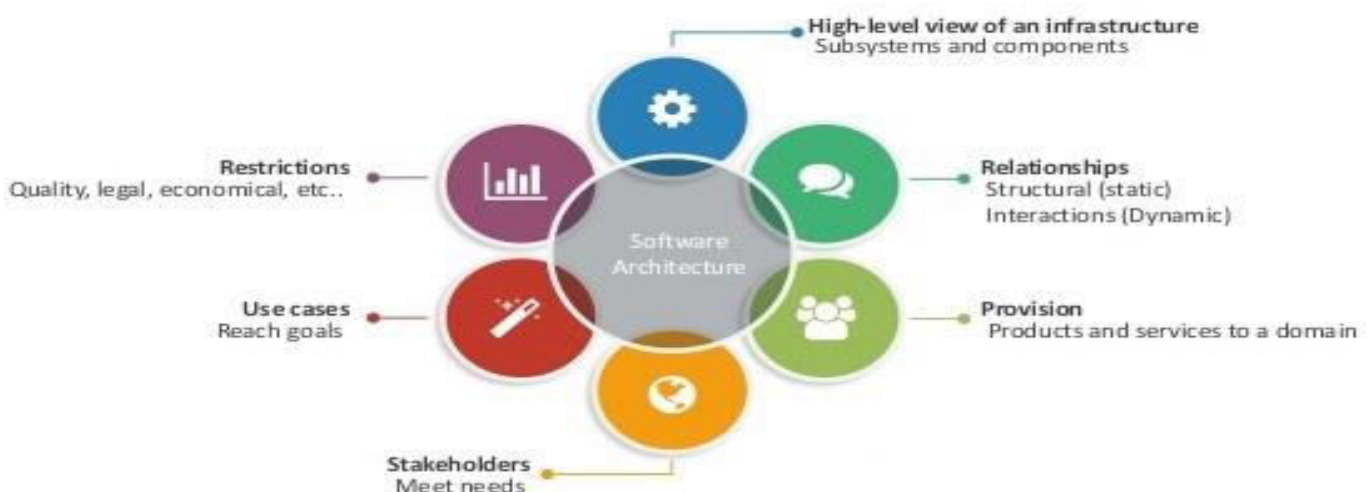 High-level view of an infrastructure
Subsystems and components
Restrictions
Quality, legal, economical, etc..
Relationships
Structural (static)
Interactions (Dynamic)
Software
Architecture
Use cases
Reach goals
Provision
Products and services to a domain
Stakeholders
Meet needs